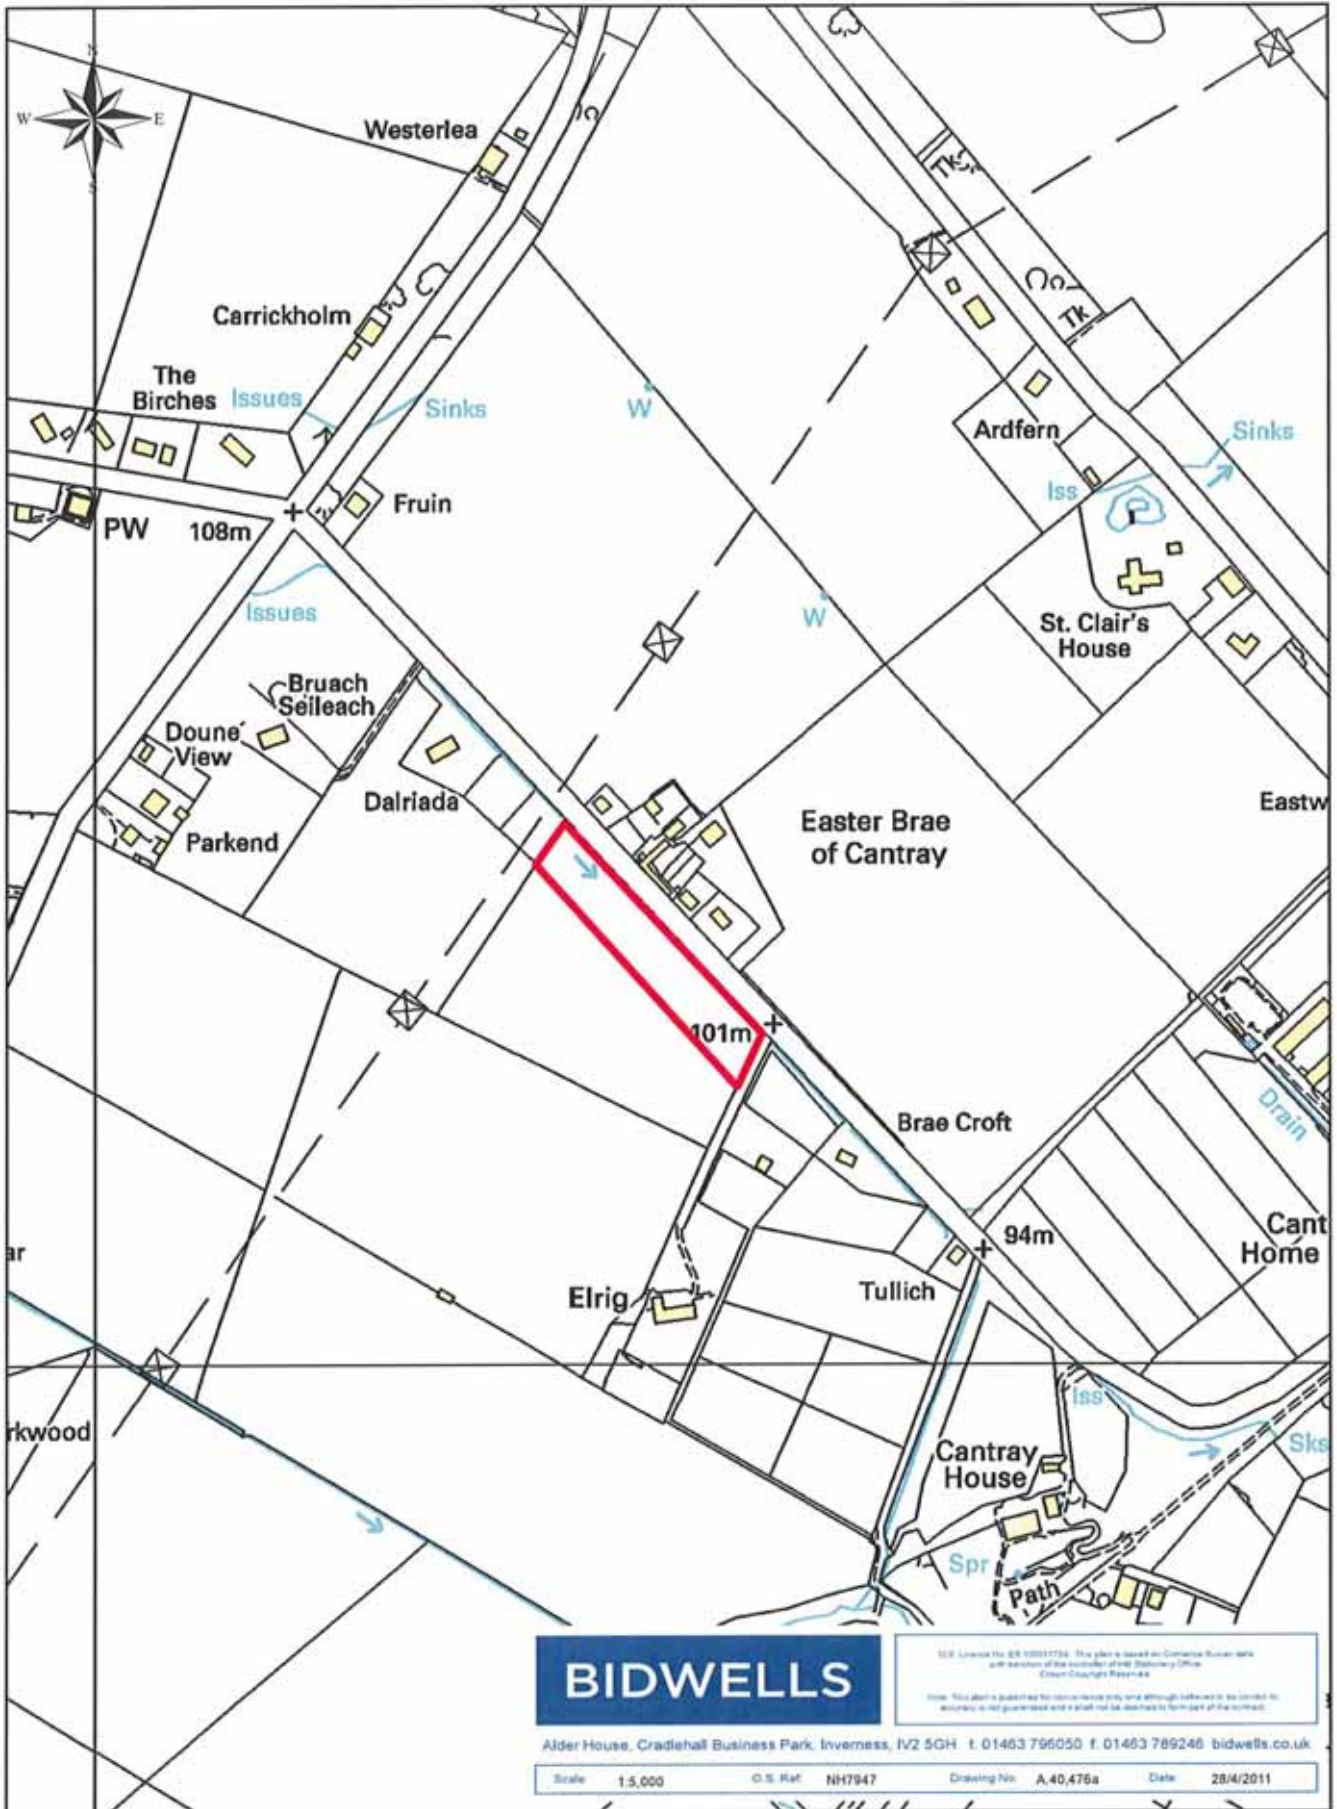 N
W
E
S
Westerlea
Tk
Carrickholm
Tk
The
Birches
Issues
Sinks
W
Ardfern
Sinks
Iss
Fruin
PW
108m
Issues
W
St. Clair's
House
Bruach
Seileach
Doune
View
Dalriada
Parkend
Easter Brae
of Cantray
Eastw
101m
Drain
Brae Croft
94m
Cant
Home
ar
Elrig
Tullich
Iss
rkwood
Cantray
House
Sks
Spr
Path
BIDWELLS
Crown Copyright Reserved
Alder House, Cradlehall Business Park, Inverness, IV2 5GH t. 01463 796050 f. 01463 789246 bidwells.co.uk
Scale 1:5,000 O.S. Ref: NH7947 Drawing No: A.40,476a Date: 28/4/2011